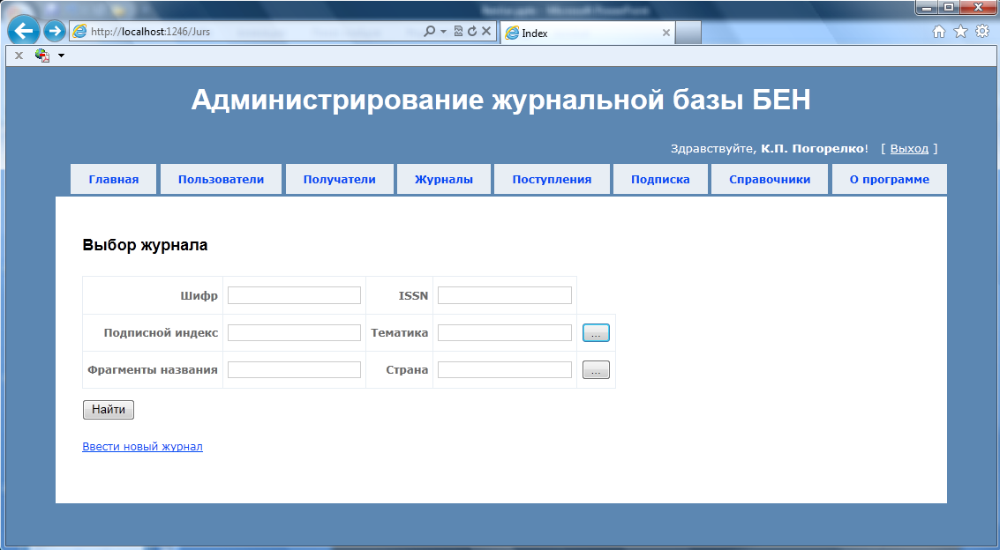 http://localhost:1246/Jurs
Index
Администрирование журнальной базы БЕН
Здравствуйте, К.П. Погорелко! [ Выход ]
Главная Пользователи Получатели Журналы Поступления Подписка Справочники О программе
Выбор журнала
Шифр ISSN
Подписной индекс Тематика ...
Фрагменты названия Страна ...
Найти
Ввести новый журнал